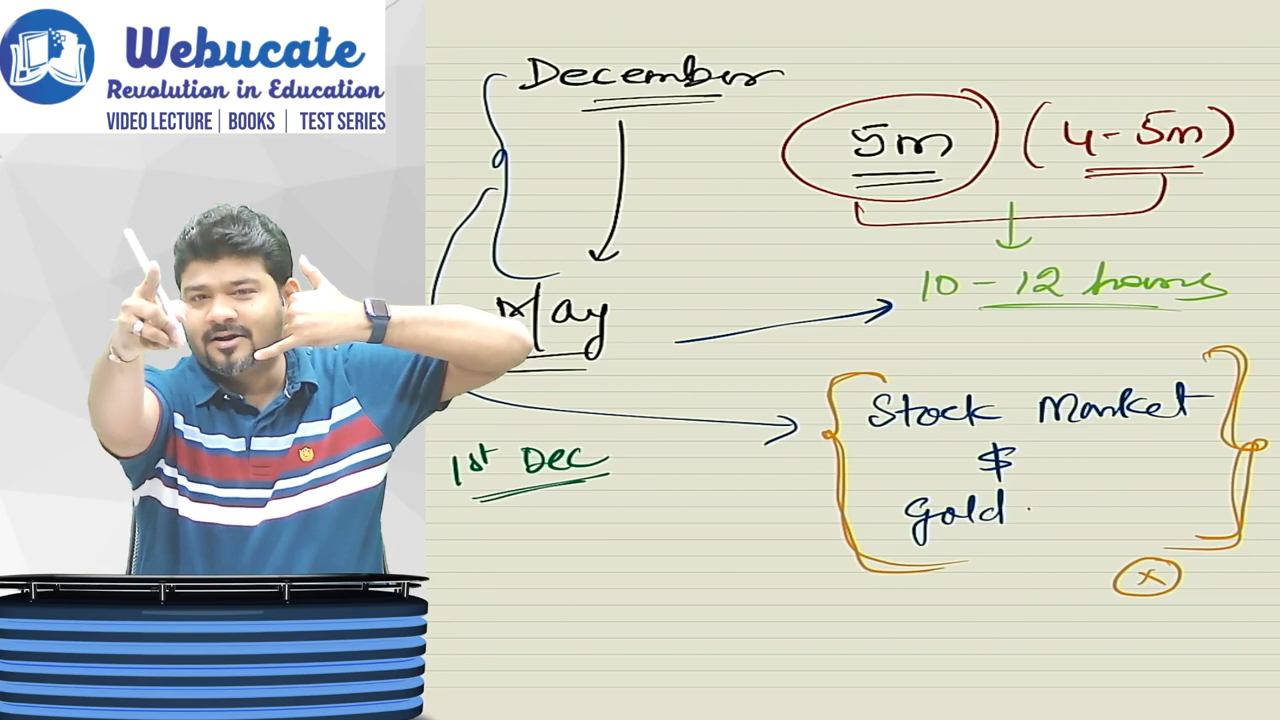 Webucate
Revolution in Education
VIDEO LECTURE | BOOKS | TEST SERIES
December
5m (4-5m)
10-12 hours
May
Stock Market
$
Gold
1st Dec
x